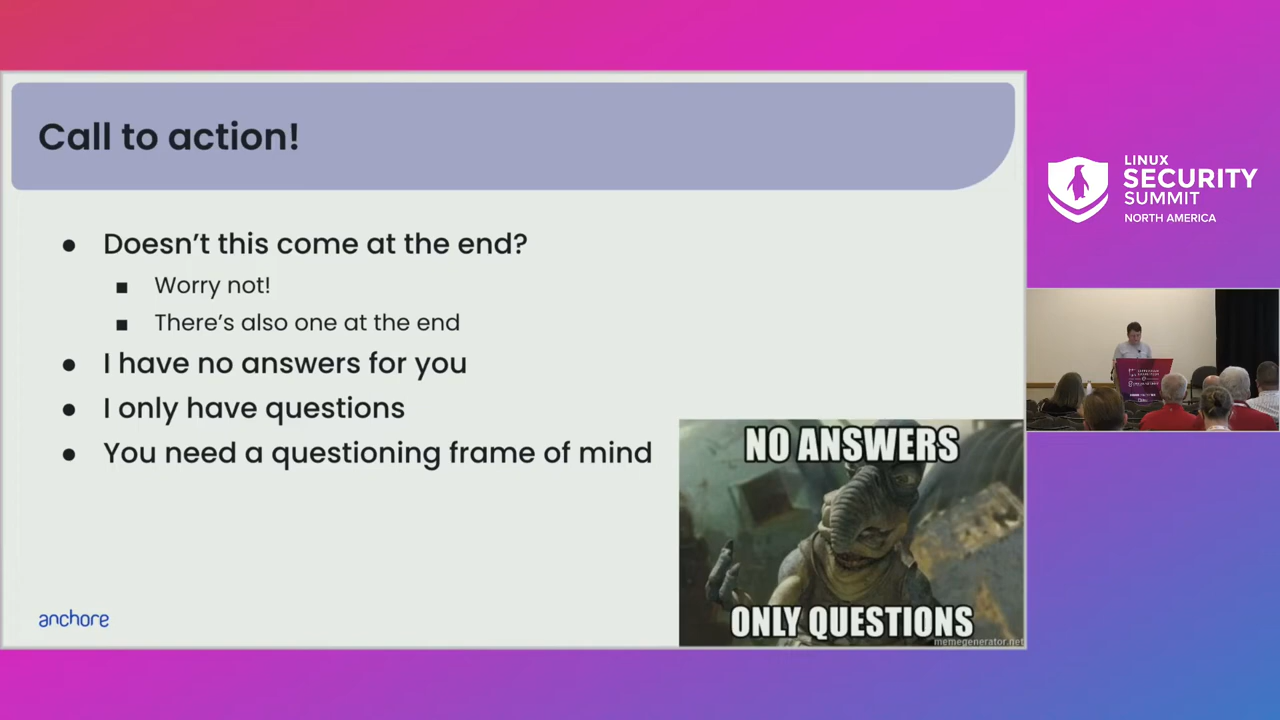 Call to action!
Doesn't this come at the end?
Worry not!
There's also one at the end
I have no answers for you
I only have questions
You need a questioning frame of mind
NO ANSWERS
ONLY QUESTIONS
memegenerator.net
anchore
LINUX
SECURITY
SUMMIT
NORTH AMERICA